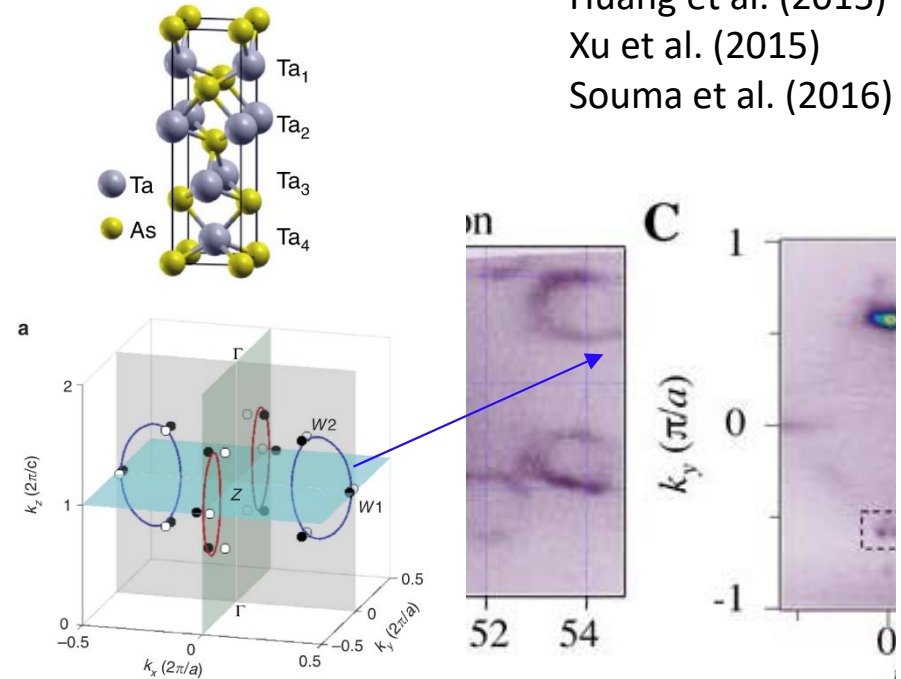 Huang et al. (2015)
Xu et al. (2015)
Souma et al. (2016)
Ta1
Ta2
Ta3
Ta4
Ta
As
on
C
1
0
-1
ky (π/a)
52
54
0
a
Γ
W2
Z
W1
Γ
2
1
0
kz (2π/c)
−0.5
0
0.5
kx (2π/a)
−0.5
0
0.5
ky (2π/a)